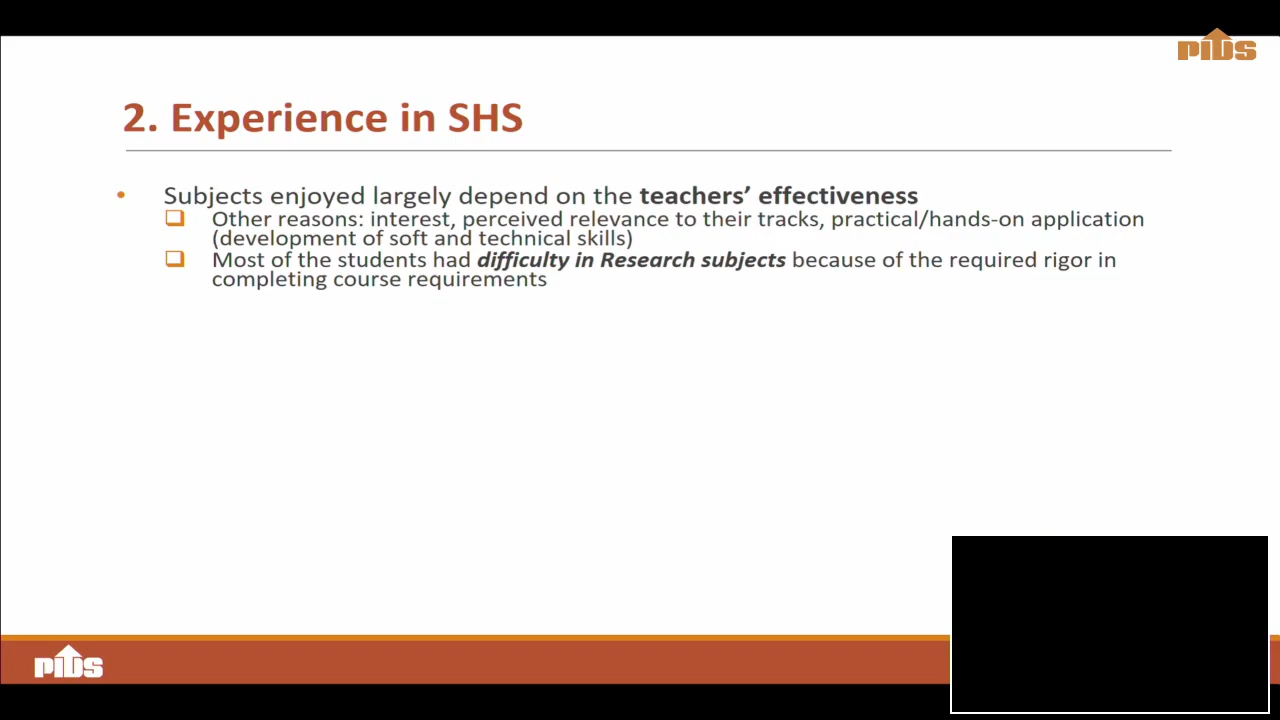 PIDS
2. Experience in SHS
• Subjects enjoyed largely depend on the teachers’ effectiveness
❑ Other reasons: interest, perceived relevance to their tracks, practical/hands-on application
(development of soft and technical skills)
❑ Most of the students had difficulty in Research subjects because of the required rigor in
completing course requirements
PIDS